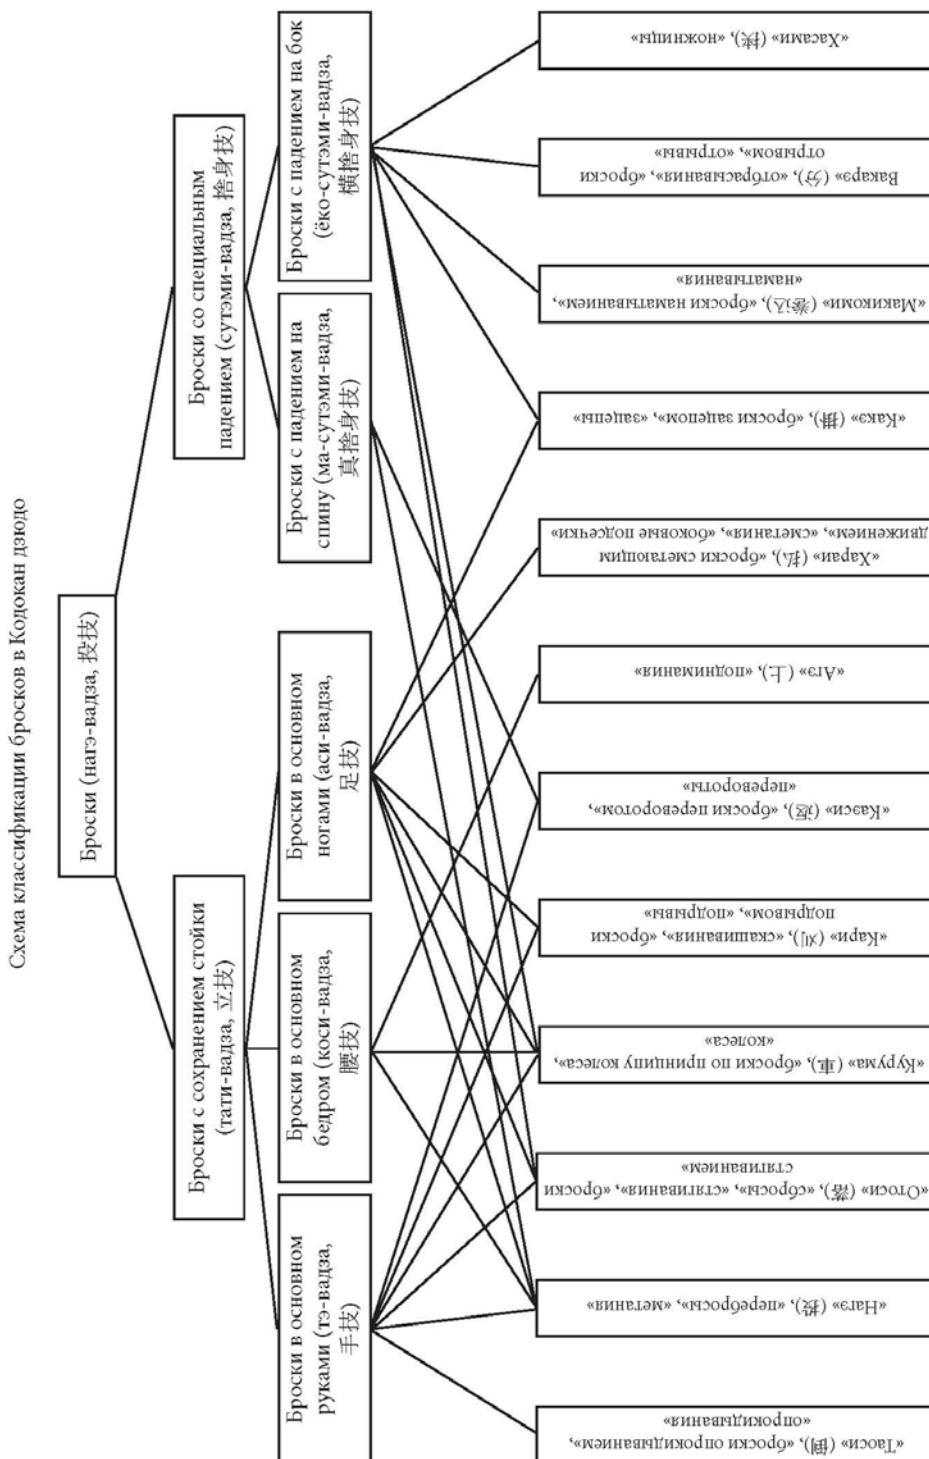 Схема классификации бросков в Кодокан дзюдо
Броски (нагэ-вадза, 投技)
Броски с сохранением стойки
(тати-вадза, 立技)
Броски со специальным
падением (сутэми-вадза, 捨身技)
Броски в основном
руками (тэ-вадза,
手技)
Броски в основном
бедром (коси-вадза,
腰技)
Броски в основном
ногами (аси-вадза,
足技)
Броски с падением на
спину (ма-сутэми-вадза,
真捨身技)
Броски с падением на бок
(ёко-сутэми-вадза,
橫捨身技)
«Таоси» (倒), «броски опрокидыванием»,
«опрокидывания»
«Нагэ» (投), «перебросы», «метания»
«Отоси» (落), «сбросы», «стягивания», «броски
стягиванием»
«Курума» (車), «броски по принципу колеса»,
«колеса»
«Кари» (刈), «скашивания», «броски
подрывом», «подрывы»
«Каэси» (返), «броски переворотом»,
«перевороты»
«Агэ» (上), «поднимания»
«Хараи» (払), «броски сметающим
движением», «сметания», «боковые подсечки»
«Какэ» (掛), «броски зацепом», «зацепы»
«Макикоми» (巻込), «броски наматыванием»,
«наматывания»
Вакарэ» (分), «отбрасывания», «броски
отрывом», «отрывы»
«Хасами» (挟), «ножницы»